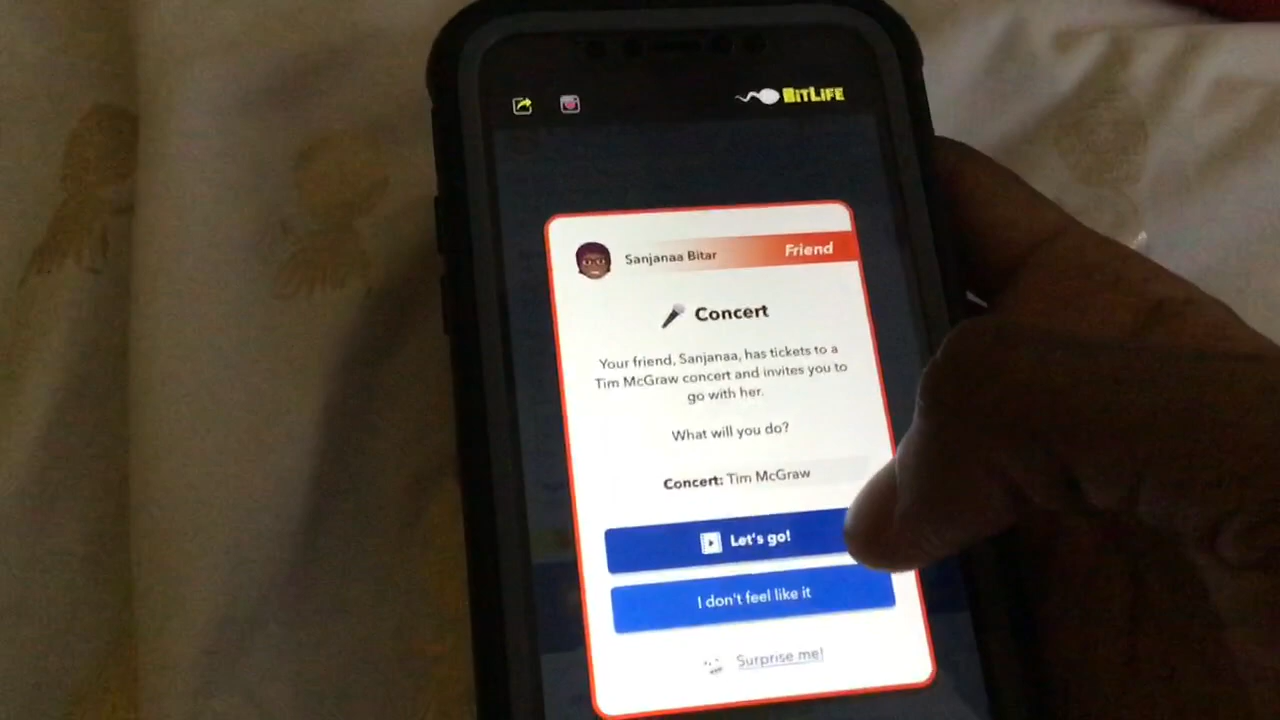 BITLIFE
Sanjanaa Bitar
Friend
Concert
Your friend, Sanjanaa, has tickets to a
Tim McGraw concert and invites you to
go with her.
What will you do?
Concert: Tim McGraw
Let's go!
I don't feel like it
Surprise me!